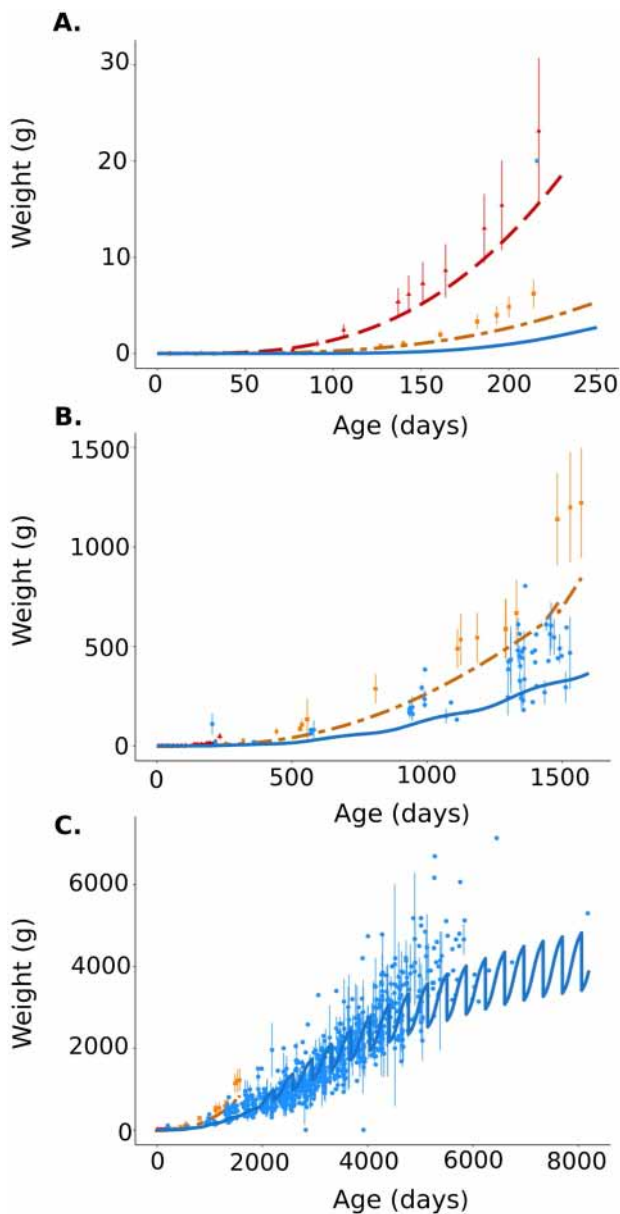 A.
30
20
10
0
Weight (g)
0 50 100 150 200 250
Age (days)
B.
1500
1000
500
0
Weight (g)
0 500 1000 1500
Age (days)
C.
6000
4000
2000
0
Weight (g)
0 2000 4000 6000 8000
Age (days)